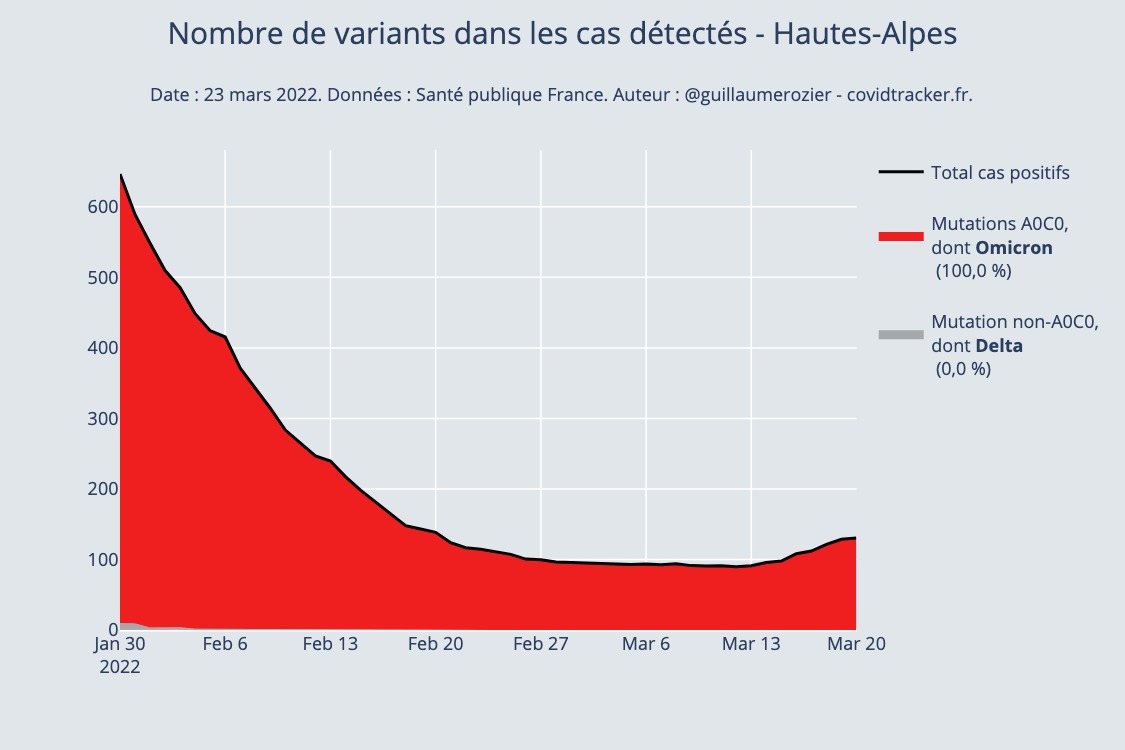 Nombre de variants dans les cas détectés - Hautes-Alpes
Date : 23 mars 2022. Données : Santé publique France. Auteur : @guillaumerozier - covidtracker.fr.
Total cas positifs
Mutations A0C0,
dont Omicron
(100,0 %)
Mutation non-A0C0,
dont Delta
(0,0 %)
600
500
400
300
200
100
0
Jan 30 Feb 6 Feb 13 Feb 20 Feb 27 Mar 6 Mar 13 Mar 20
2022